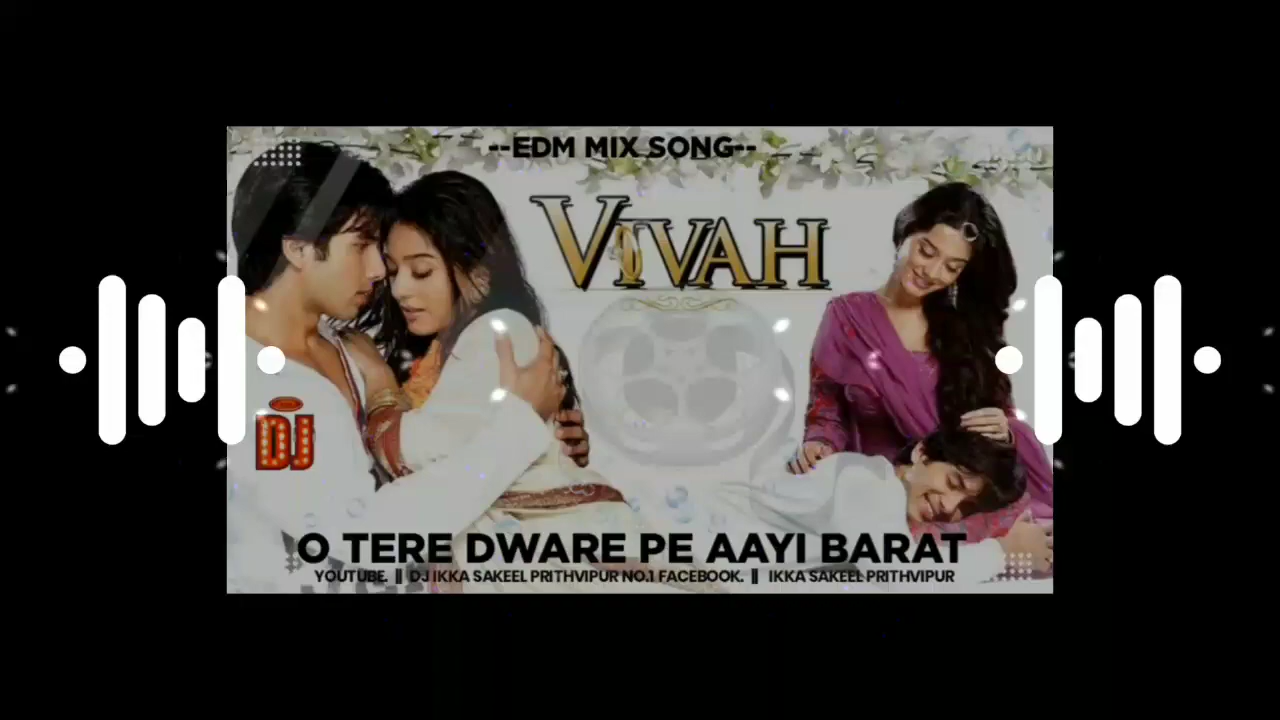 --EDM MIX SONG--
VIVAH
DJ
O TERE DWARE PE AAYI BARAT
YOUTUBE. || DJ IKKA SAKEEL PRITHVIPUR NO.1 FACEBOOK. || IKKA SAKEEL PRITHVIPUR